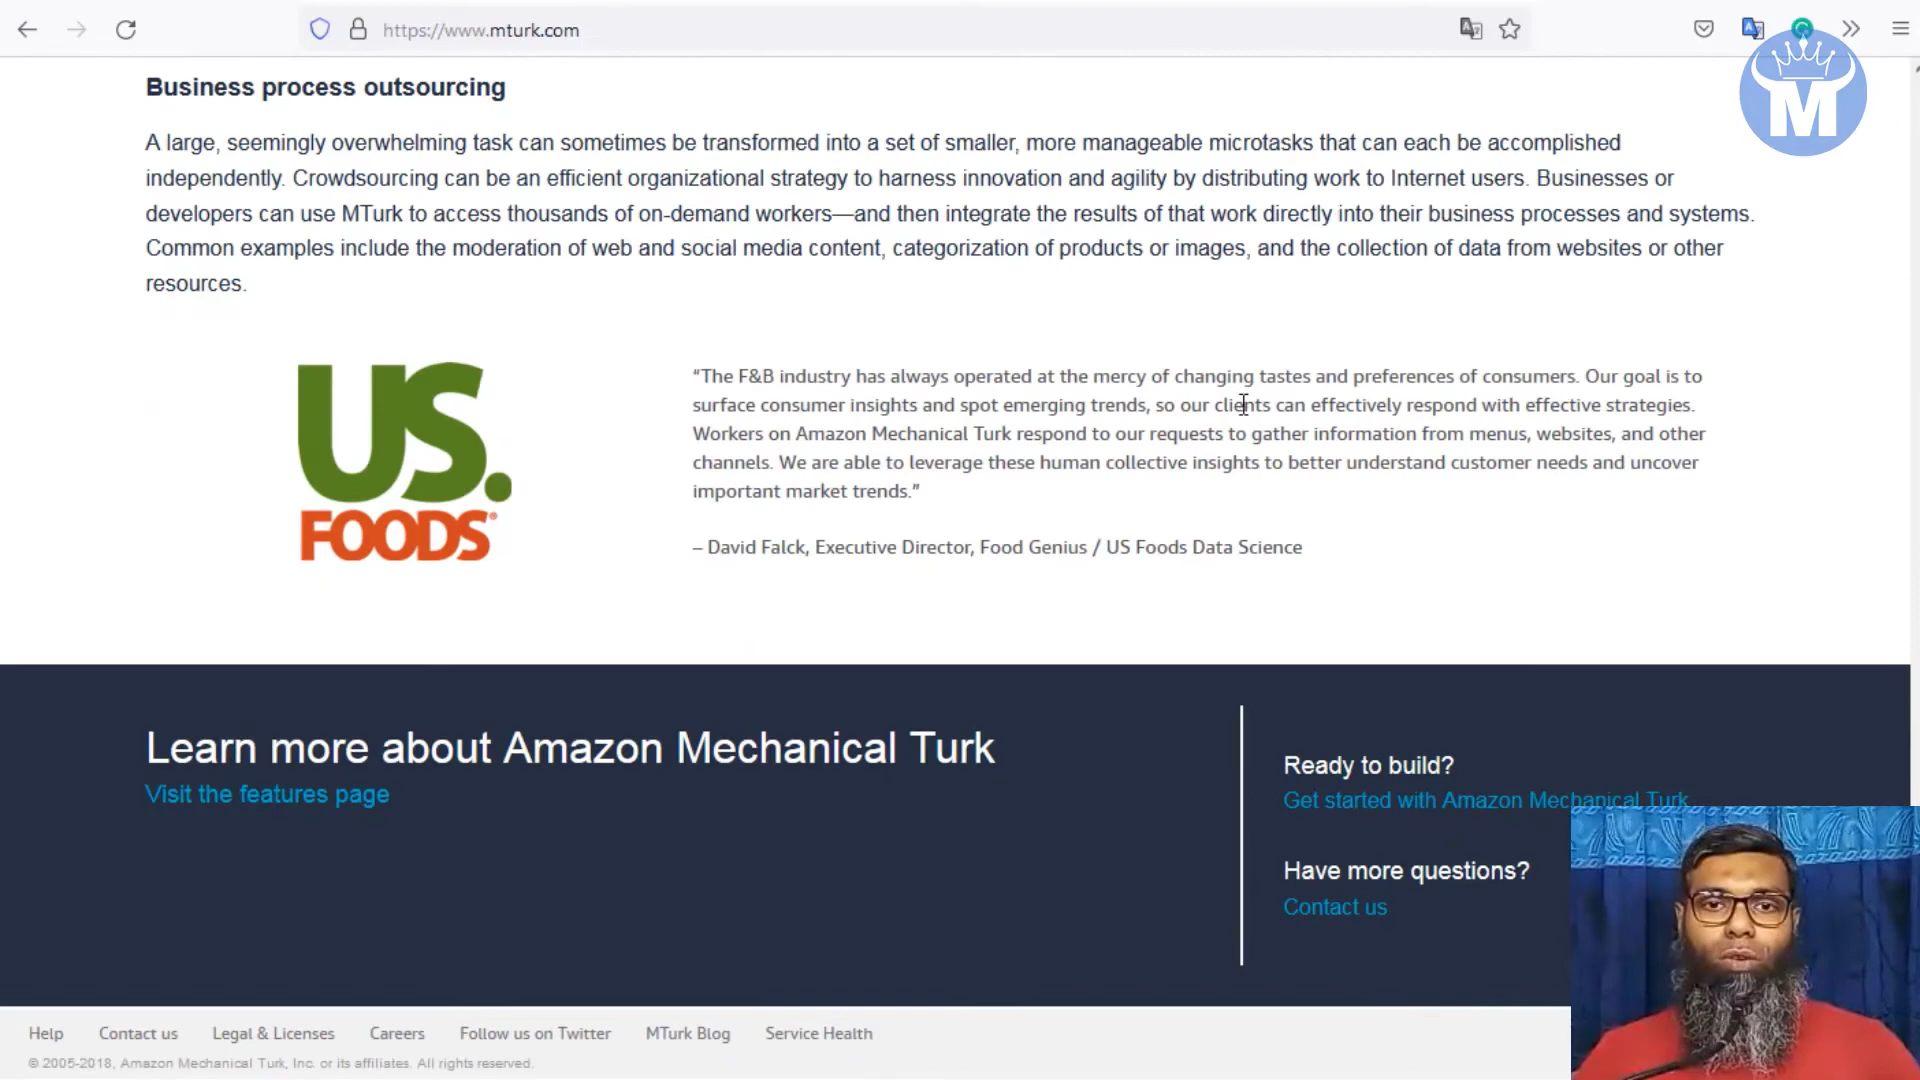 https://www.mturk.com
M
Business process outsourcing
A large, seemingly overwhelming task can sometimes be transformed into a set of smaller, more manageable microtasks that can each be accomplished
independently. Crowdsourcing can be an efficient organizational strategy to harness innovation and agility by distributing work to Internet users. Businesses or
developers can use MTurk to access thousands of on-demand workers—and then integrate the results of that work directly into their business processes and systems.
Common examples include the moderation of web and social media content, categorization of products or images, and the collection of data from websites or other
resources.
US.
FOODS®
“The F&B industry has always operated at the mercy of changing tastes and preferences of consumers. Our goal is to
surface consumer insights and spot emerging trends, so our clients can effectively respond with effective strategies.
Workers on Amazon Mechanical Turk respond to our requests to gather information from menus, websites, and other
channels. We are able to leverage these human collective insights to better understand customer needs and uncover
important market trends.”
– David Falck, Executive Director, Food Genius / US Foods Data Science
Learn more about Amazon Mechanical Turk
Visit the features page
Ready to build?
Get started with Amazon Mechanical Turk
Have more questions?
Contact us
Help Contact us Legal & Licenses Careers Follow us on Twitter MTurk Blog Service Health
© 2005-2018, Amazon Mechanical Turk, Inc. or its affiliates. All rights reserved.